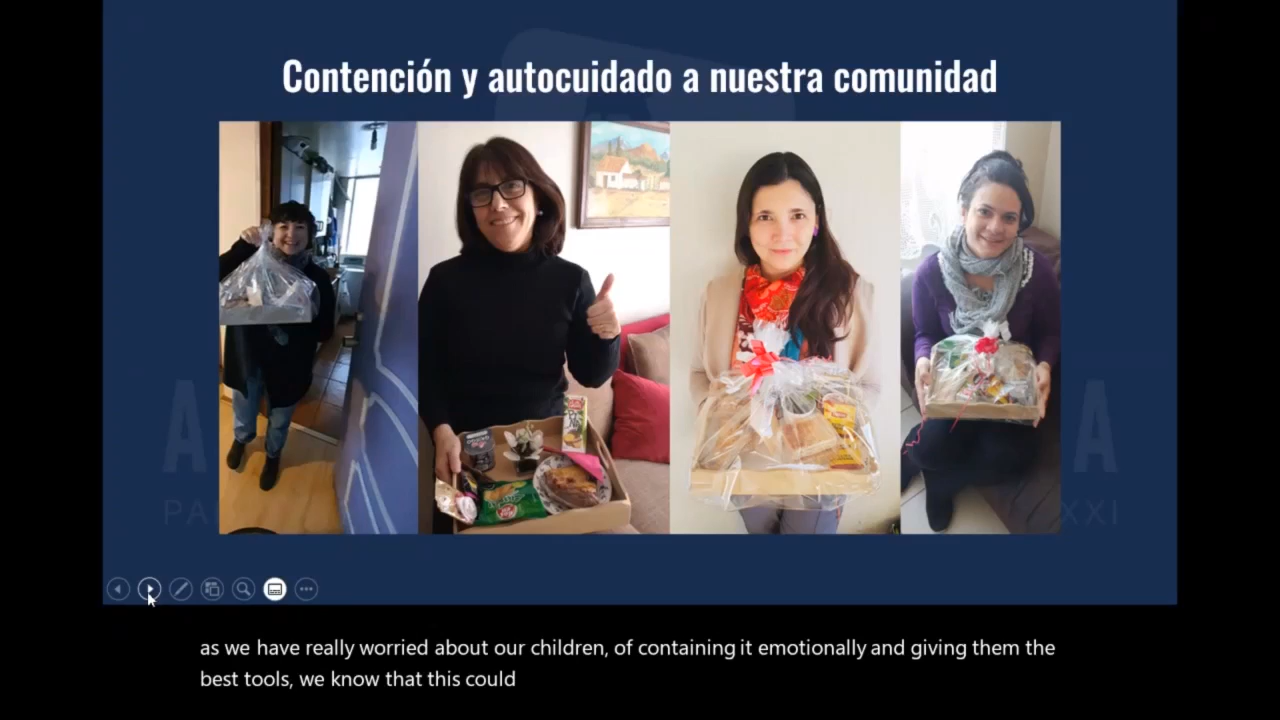 Contención y autocuidado a nuestra comunidad
as we have really worried about our children, of containing it emotionally and giving them the
best tools, we know that this could